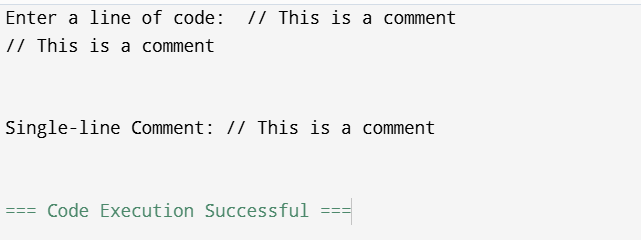 Enter a line of code:  // This is a comment
// This is a comment
Single-line Comment: // This is a comment
=== Code Execution Successful ===